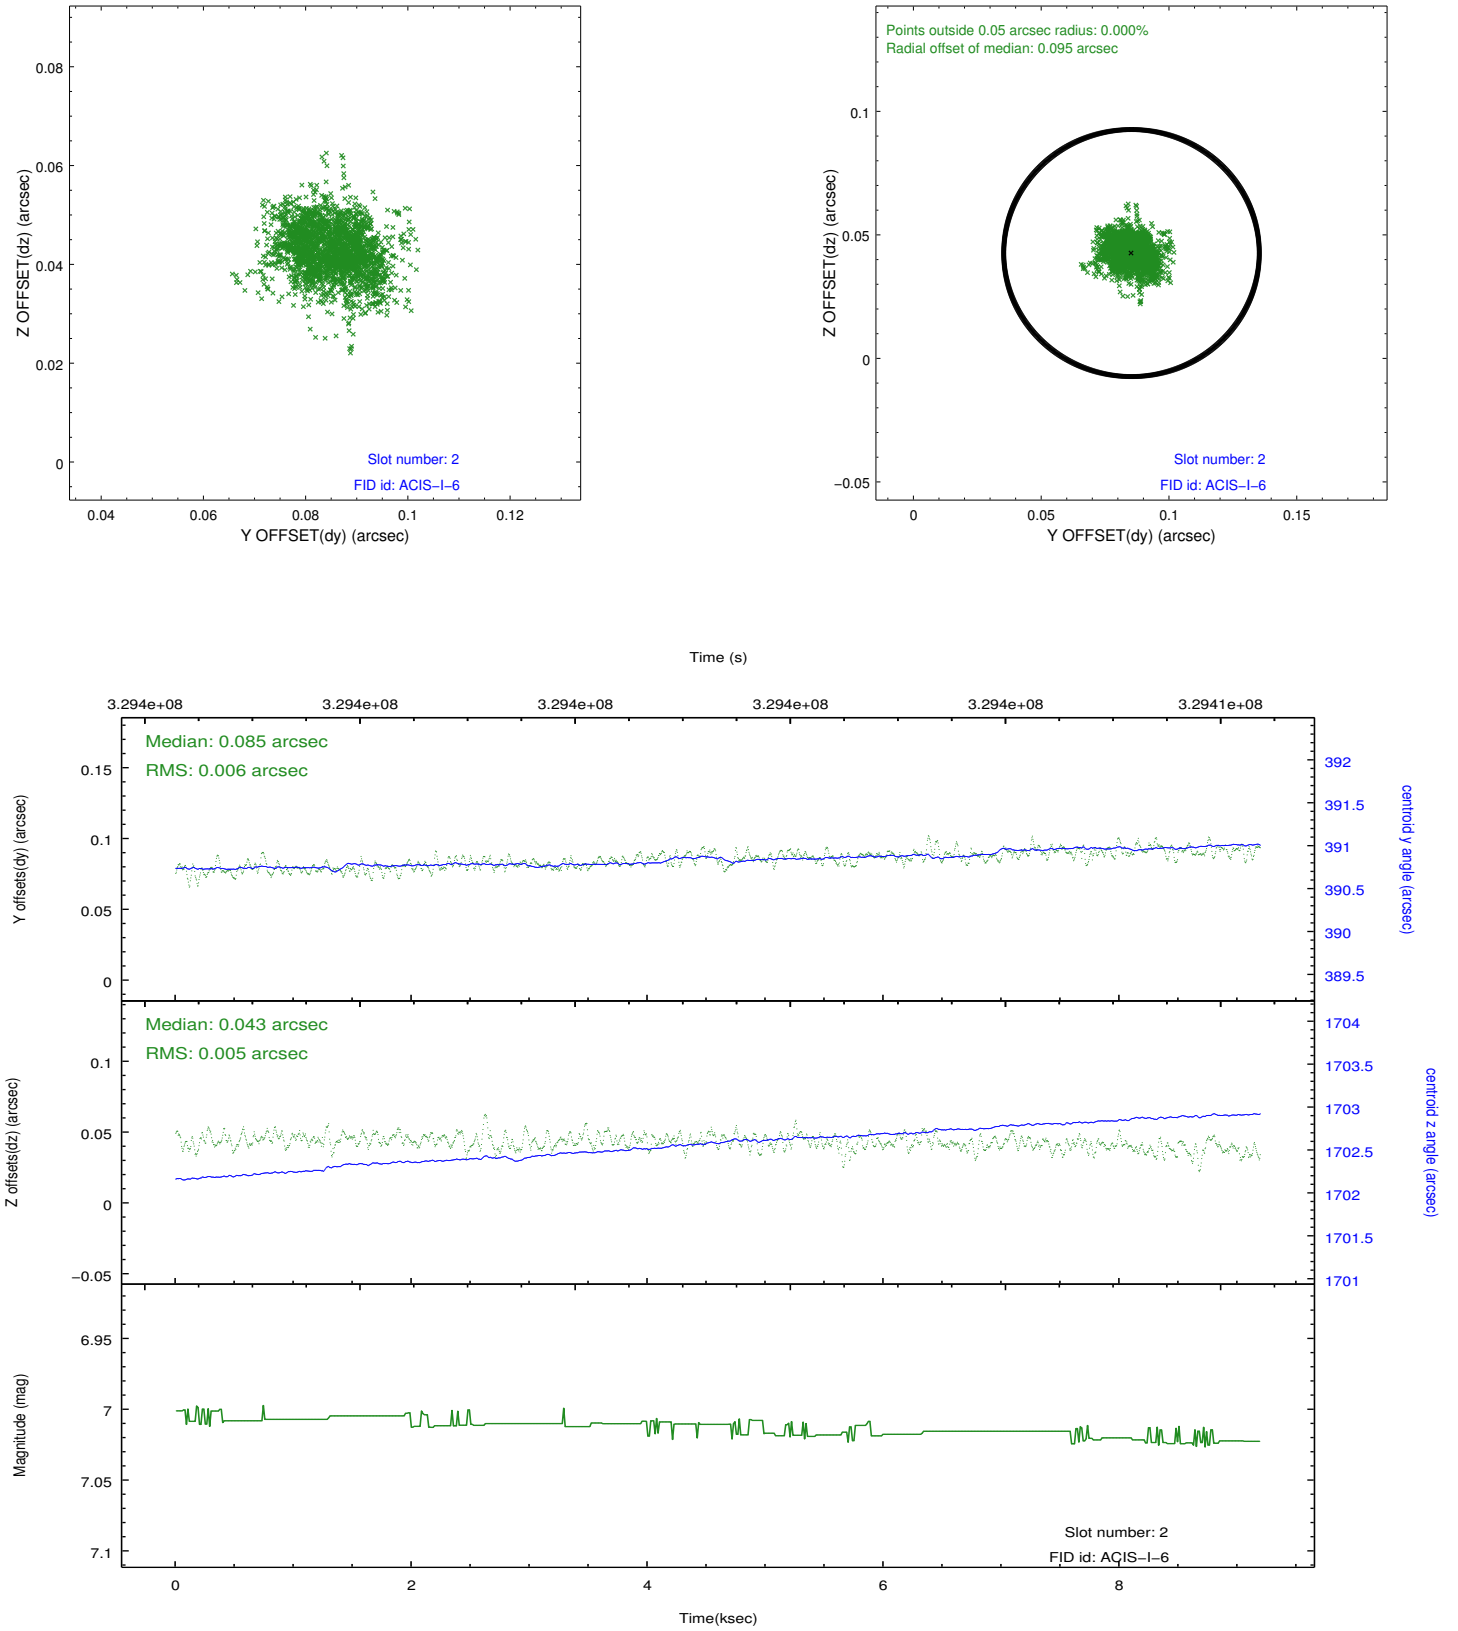 0.08
0.06
0.04
0.02
0
Z OFFSET(dz) (arcsec)
0.04 0.06 0.08 0.1 0.12
Y OFFSET(dy) (arcsec)
Slot number: 2
FID id: ACIS−I−6
Points outside 0.05 arcsec radius: 0.000%
Radial offset of median: 0.095 arcsec
0.1
0.05
0
−0.05
Z OFFSET(dz) (arcsec)
0 0.05 0.1 0.15
Y OFFSET(dy) (arcsec)
Slot number: 2
FID id: ACIS−I−6
Time (s)
3.294e+08 3.294e+08 3.294e+08 3.294e+08 3.294e+08 3.2941e+08
Median: 0.085 arcsec
RMS: 0.006 arcsec
0.15
0.1
0.05
0
Y offsets(dy) (arcsec)
392
391.5
391
390.5
390
389.5
centroid y angle (arcsec)
Median: 0.043 arcsec
RMS: 0.005 arcsec
0.1
0.05
0
−0.05
Z offsets(dz) (arcsec)
1704
1703.5
1703
1702.5
1702
1701.5
1701
centroid z angle (arcsec)
6.95
7
7.05
7.1
Magnitude (mag)
Slot number: 2
FID id: ACIS−I−6
0 2 4 6 8
Time(ksec)